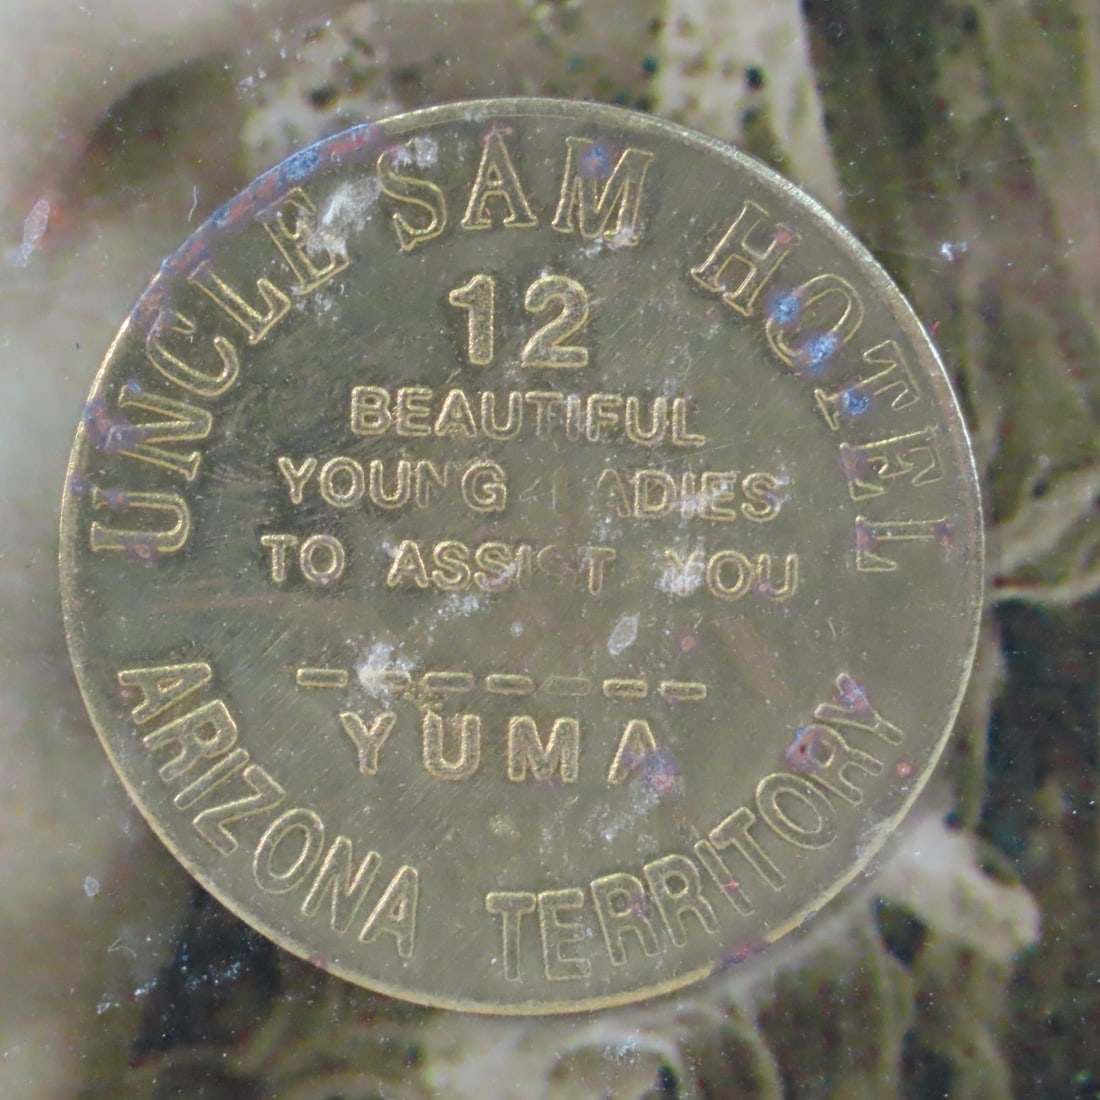 UNCLE SAM HOTEL
12
BEAUTIFUL
YOUNG LADIES
TO ASSIST YOU
-------
YUMA
ARIZONA TERRITORY